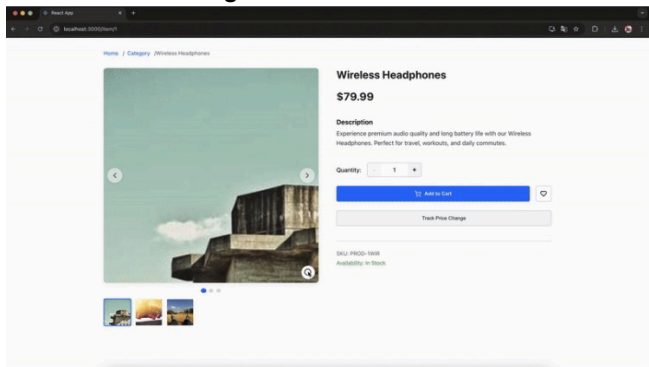 React App
localhost:3000/item/1
Home / Category /Wireless Headphones
Wireless Headphones
$79.99
Description
Experience premium audio quality and long battery life with our Wireless
Headphones. Perfect for travel, workouts, and daily commutes.
Quantity: - 1 +
Add to Cart
Track Price Change
SKU: PROD-1WIR
Availability: In Stock